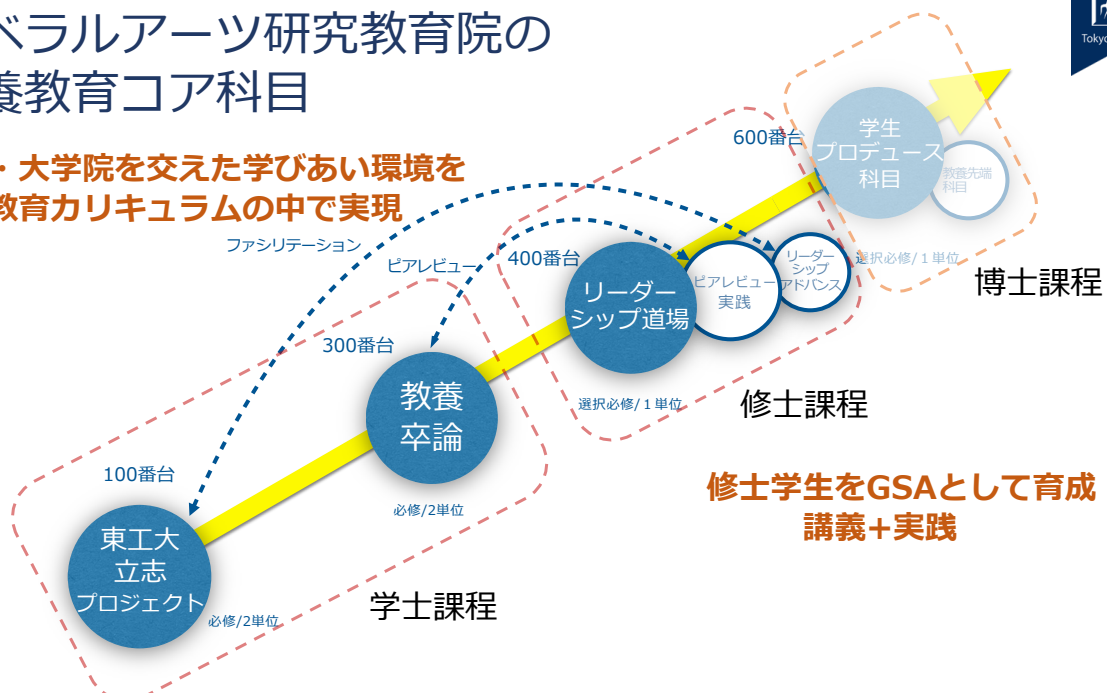 ベラルアーツ研究教育院の
養教育コア科目
Tokyo
・大学院を交えた学びあい環境を
教育カリキュラムの中で実現
ファシリテーション
ピアレビュー
100番台
東工大
立志
プロジェクト
必修/2単位
300番台
教養
卒論
必修/2単位
学士課程
400番台
リーダー
シップ道場
選択必修/１単位
ピアレビュー
実践
リーダー
シップ
アドバンス
修士課程
600番台
学生
プロデュース
科目
教養先端
科目
選択必修/１単位
博士課程
修士学生をGSAとして育成
講義+実践